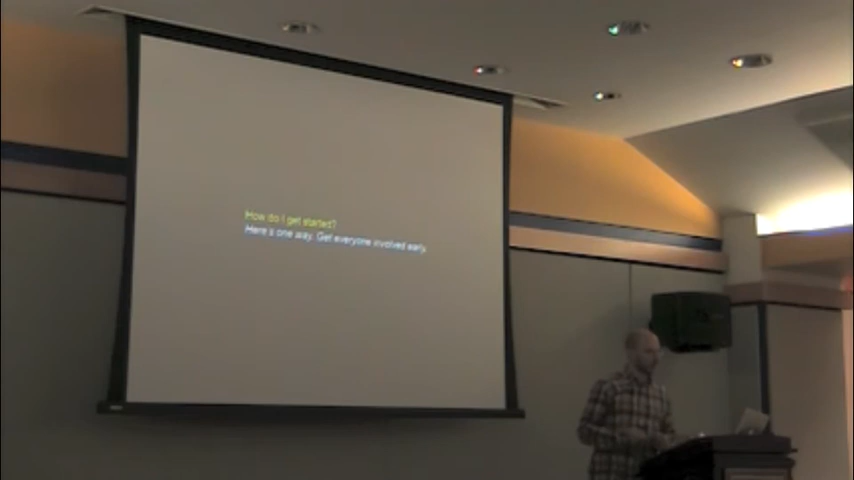 How do I get started?
Here's one way. Get everyone involved early.